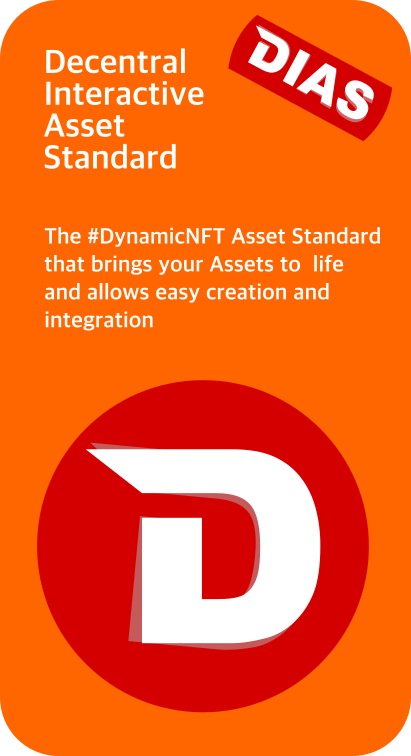 Decentral
Interactive
Asset
Standard
DIAS
The #DynamicNFT Asset Standard
that brings your Assets to life
and allows easy creation and
integration
D